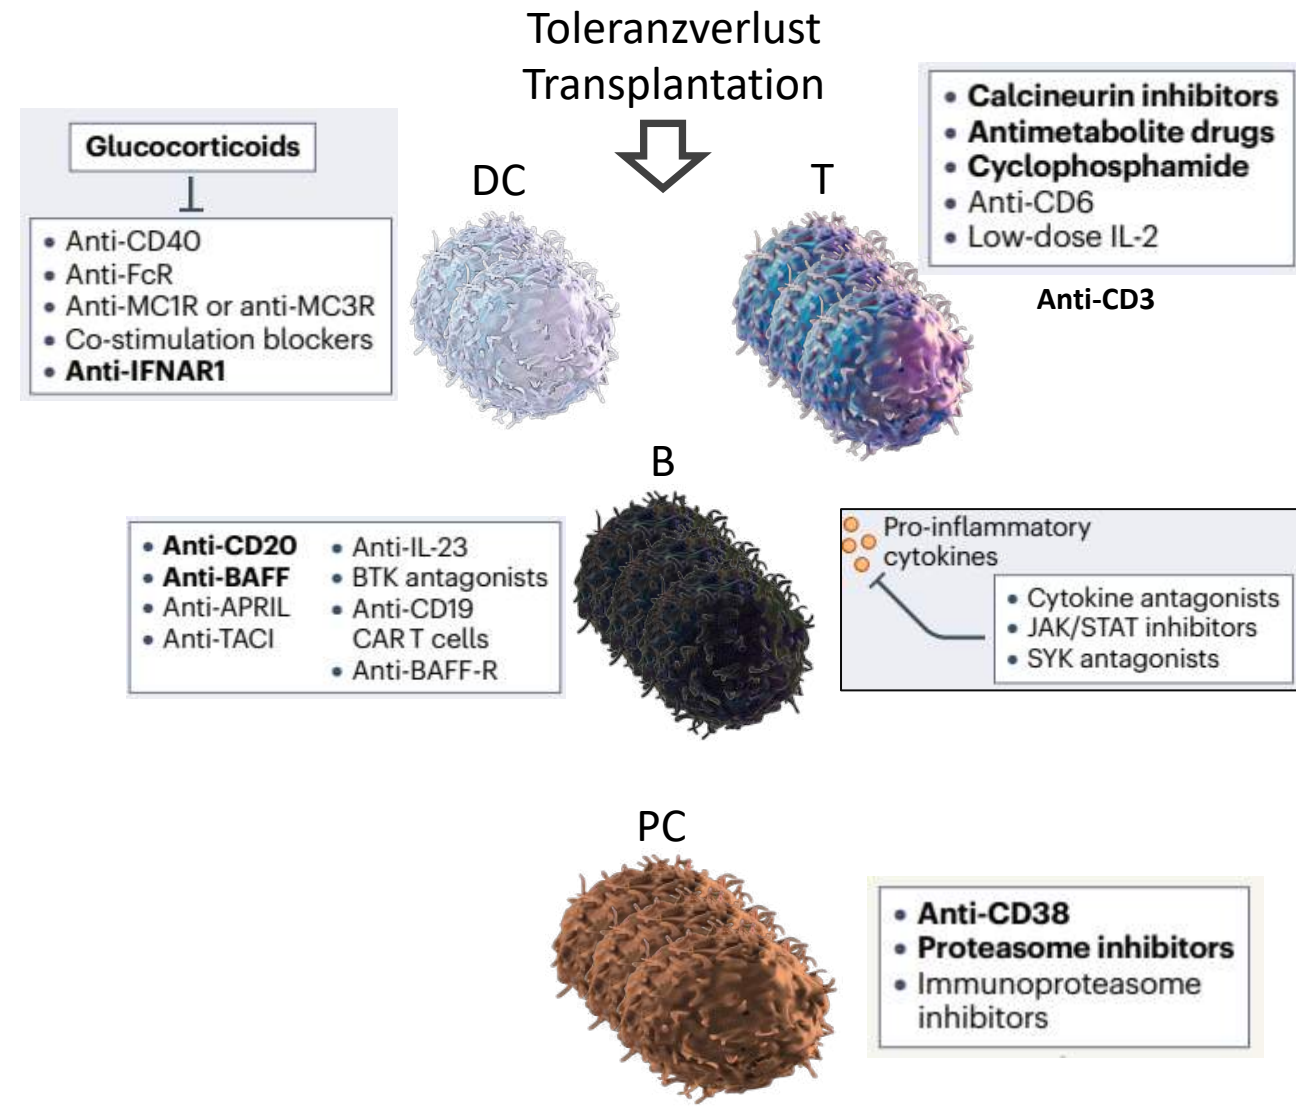 Toleranzverlust
Transplantation
Glucocorticoids
• Anti-CD40
• Anti-FcR
• Anti-MC1R or anti-MC3R
• Co-stimulation blockers
• Anti-IFNAR1
DC
T
• Calcineurin inhibitors
• Antimetabolite drugs
• Cyclophosphamide
• Anti-CD6
• Low-dose IL-2
Anti-CD3
B
• Anti-CD20
• Anti-BAFF
• Anti-APRIL
• Anti-TACI
• Anti-IL-23
• BTK antagonists
• Anti-CD19
CAR T cells
• Anti-BAFF-R
Pro-inflammatory
cytokines
• Cytokine antagonists
• JAK/STAT inhibitors
• SYK antagonists
PC
• Anti-CD38
• Proteasome inhibitors
• Immunoproteasome
inhibitors